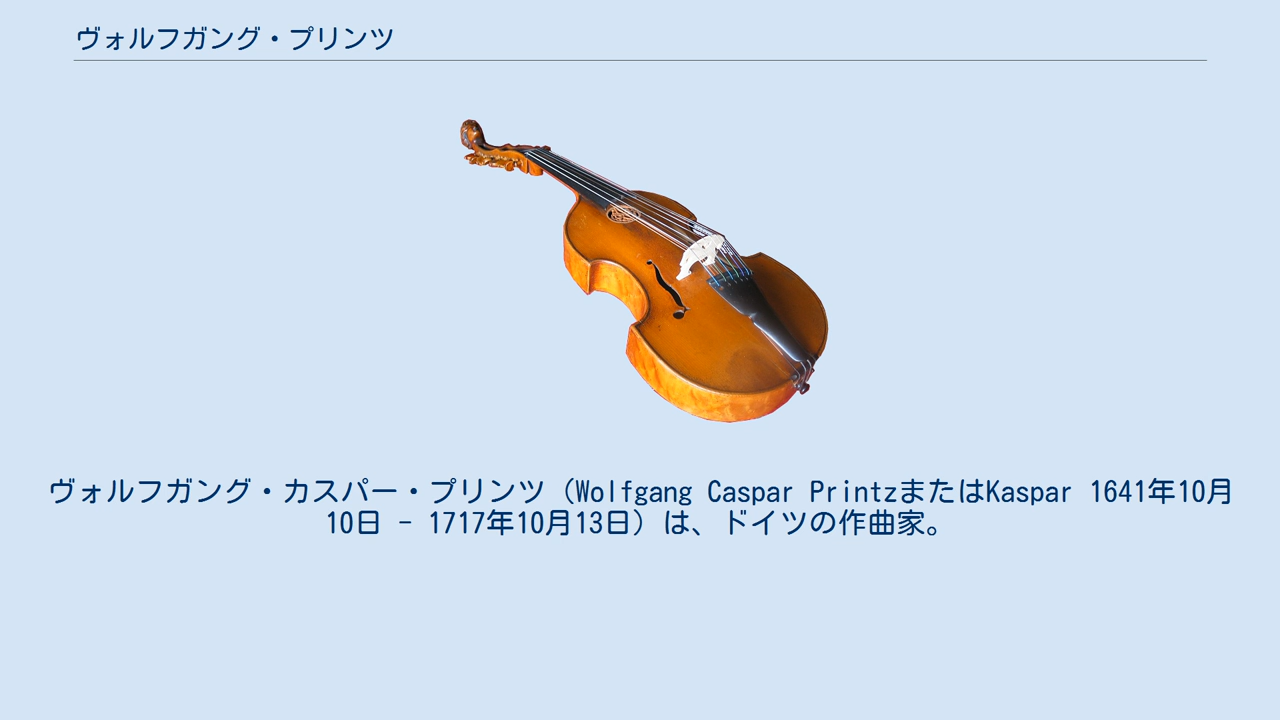 ヴォルフガング・プリンツ
ヴォルフガング・カスパー・プリンツ（Wolfgang Caspar PrintzまたはKaspar 1641年10月
10日 - 1717年10月13日）は、ドイツの作曲家。